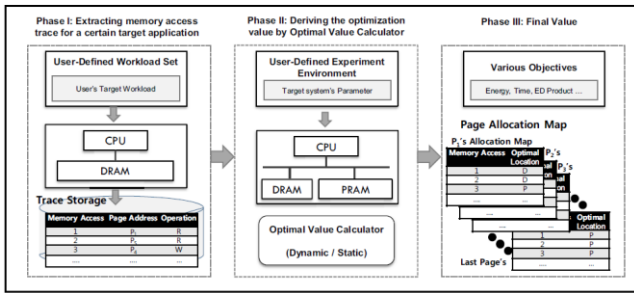 Phase I: Extracting memory access
trace for a certain target application
User-Defined Workload Set
User's Target Workload
CPU
DRAM
Trace Storage
Memory Access Page Address Operation
1 P₁ R
2 P₅ R
3 P₄ W
.... .... ....
Phase II: Deriving the optimization
value by Optimal Value Calculator
User-Defined Experiment
Environment
Target system's Parameter
CPU
DRAM PRAM
Optimal Value Calculator
(Dynamic / Static)
Phase III: Final Value
Various Objectives
Energy, Time, ED Product ...
Page Allocation Map
P₁'s Allocation Map
Memory Access Optimal
Location
1 D
2 D
3 P
.... ...
P₂'s
P₃'s
Last Page's
Optimal
Location
1 P
2 P
3 P
.... ...